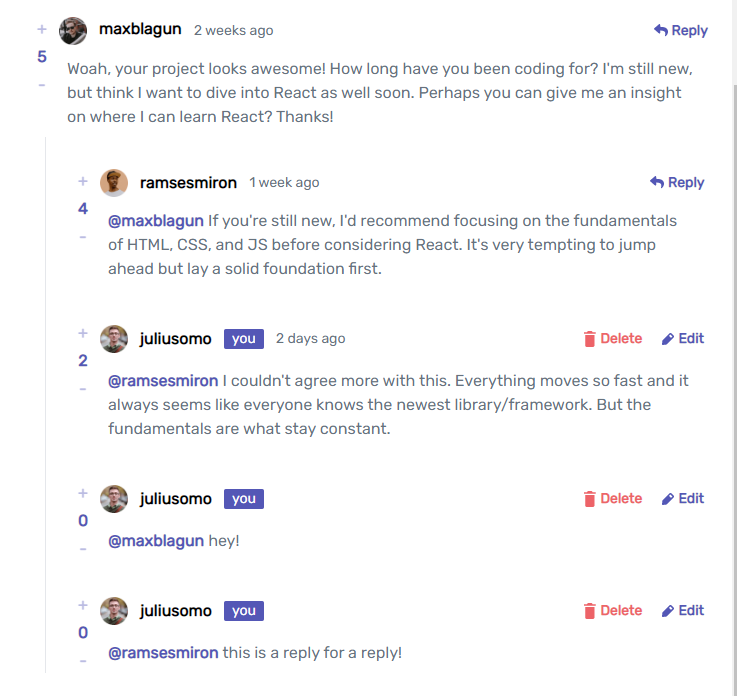 + maxblagun 2 weeks ago Reply
5
-
Woah, your project looks awesome! How long have you been coding for? I'm still new,
but think I want to dive into React as well soon. Perhaps you can give me an insight
on where I can learn React? Thanks!
+ ramsesmiron 1 week ago Reply
4
-
@maxblagun If you're still new, I'd recommend focusing on the fundamentals
of HTML, CSS, and JS before considering React. It's very tempting to jump
ahead but lay a solid foundation first.
+ juliusomo you 2 days ago Delete Edit
2
-
@ramsesmiron I couldn't agree more with this. Everything moves so fast and it
always seems like everyone knows the newest library/framework. But the
fundamentals are what stay constant.
+ juliusomo you Delete Edit
0
-
@maxblagun hey!
+ juliusomo you Delete Edit
0
-
@ramsesmiron this is a reply for a reply!